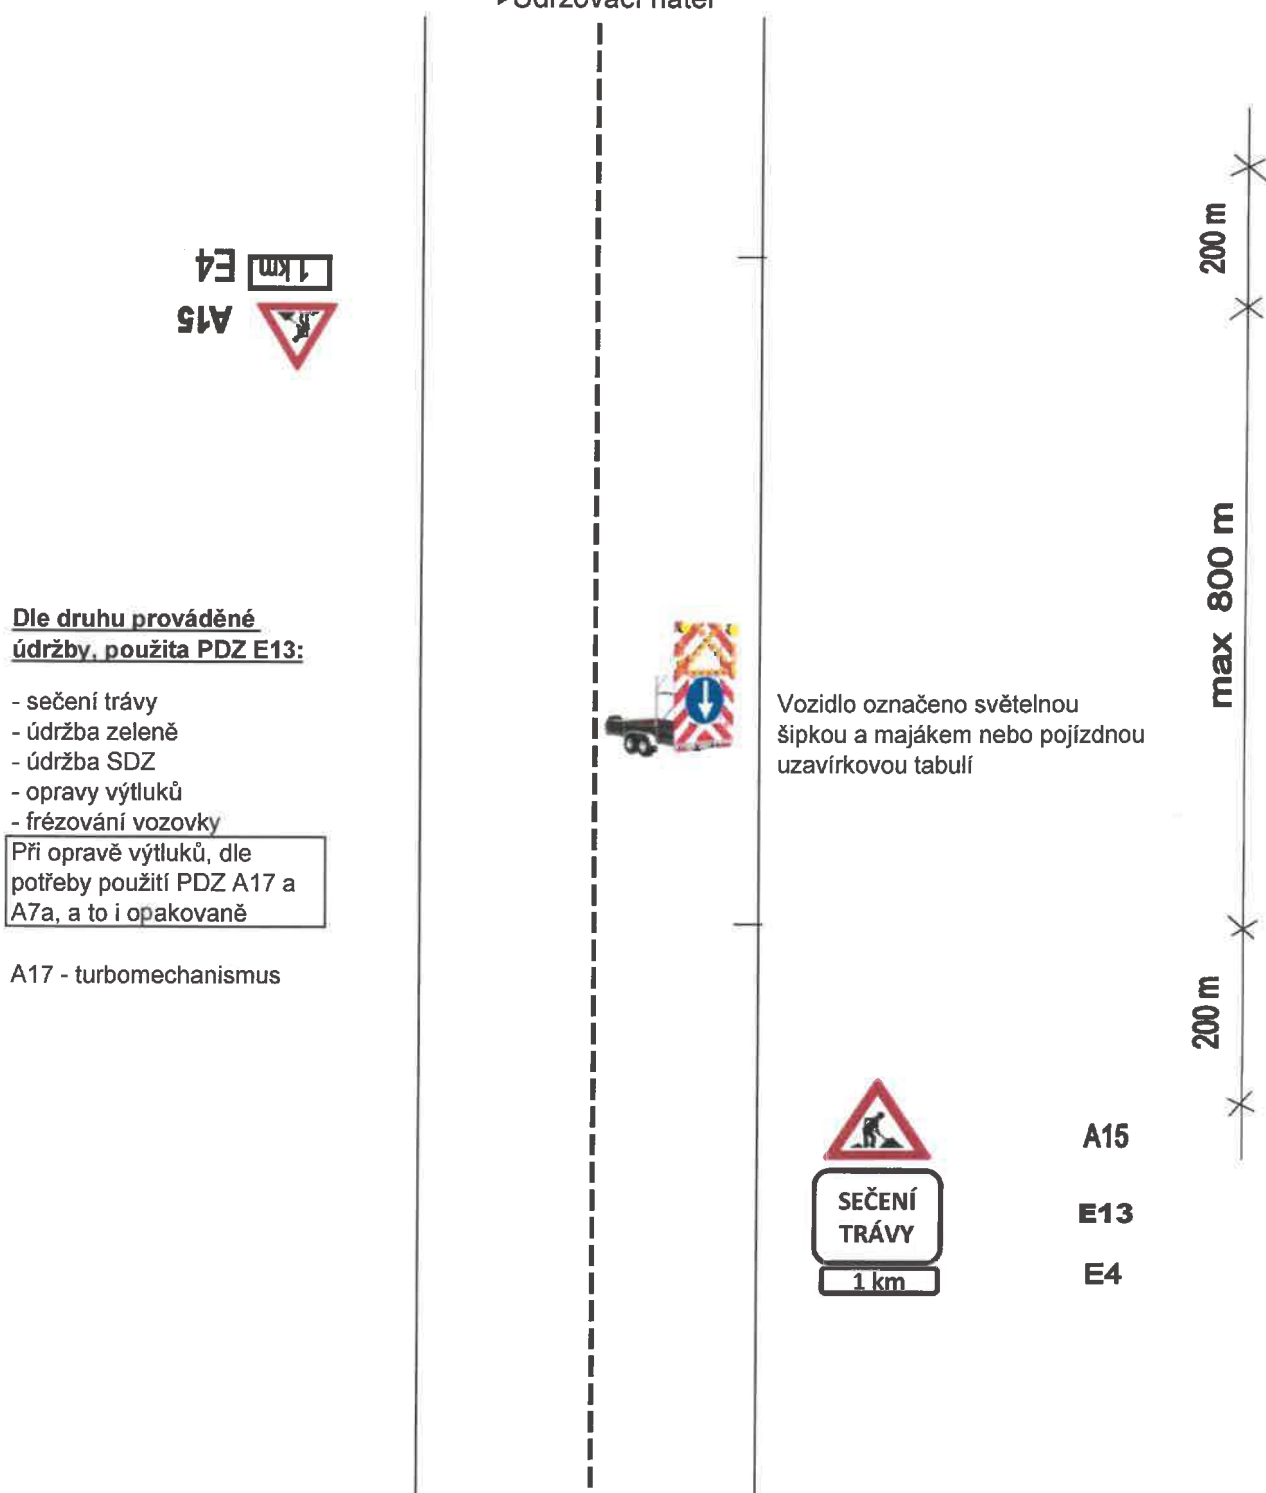 Udržovací nátěr
200 m
E4 1 km
A15
max 800 m
Dle druhu prováděné
údržby, použita PDZ E13:
- sečení trávy
- údržba zeleně
- údržba SDZ
- opravy výtluků
- frézování vozovky
Při opravě výtluků, dle
potřeby použití PDZ A17 a
A7a, a to i opakovaně
A17 - turbomechanismus
Vozidlo označeno světelnou
šipkou a majákem nebo pojízdnou
uzavírkovou tabulí
200 m
A15
SEČENÍ
TRÁVY
E13
1 km
E4